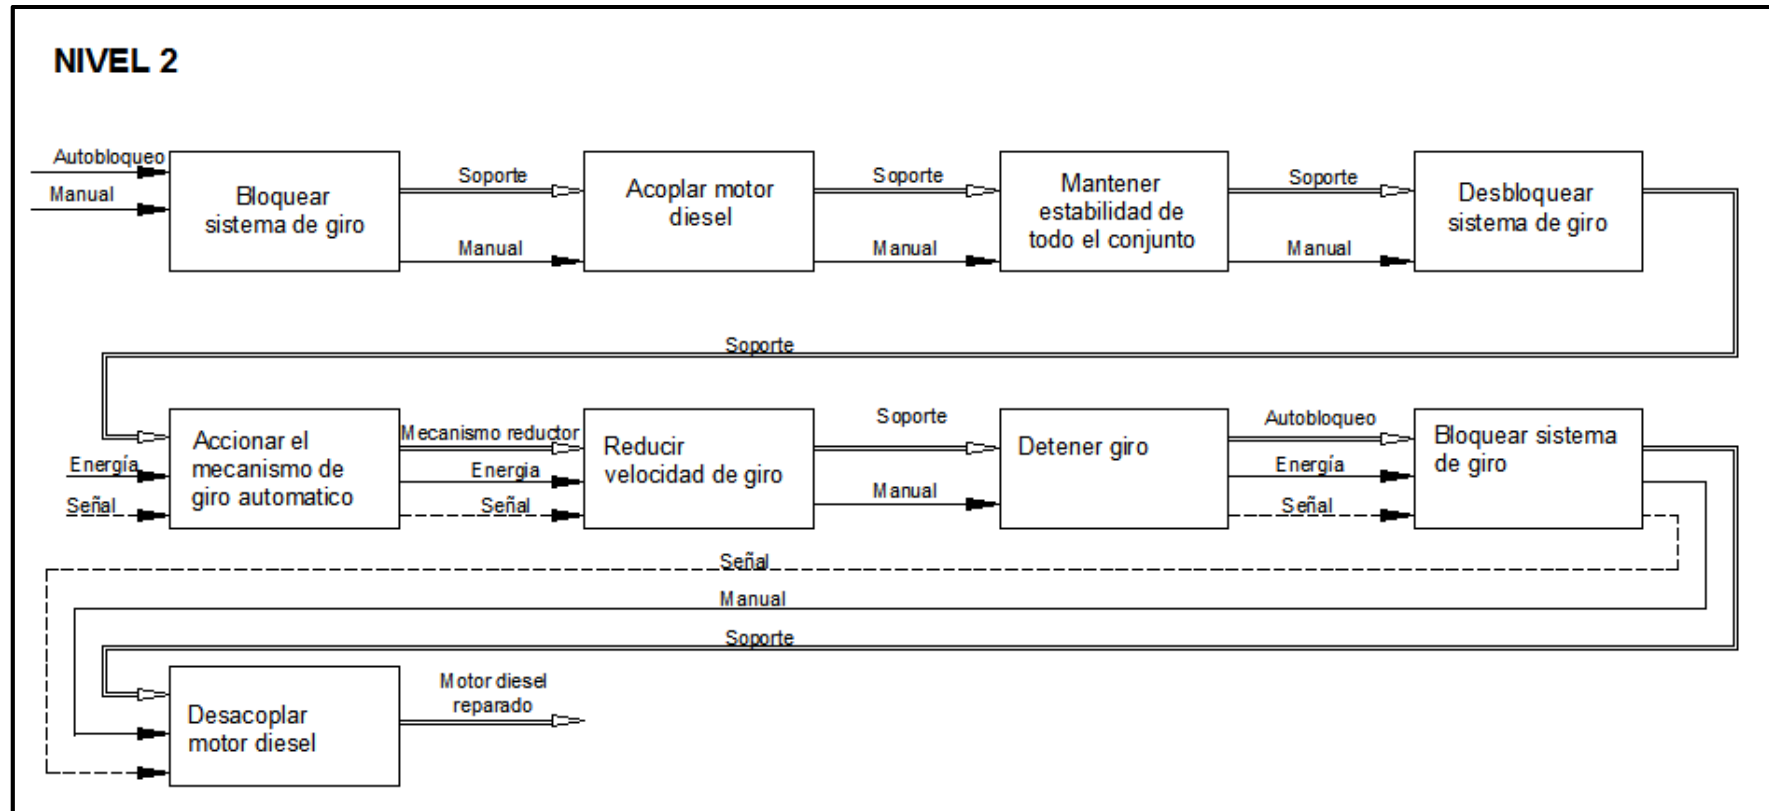 NIVEL 2
Autobloqueo
Manual
Bloquear
sistema de giro
Soporte
Manual
Acoplar motor
diesel
Soporte
Manual
Mantener
estabilidad de
todo el conjunto
Soporte
Manual
Desbloquear
sistema de giro
Soporte
Energía
Señal
Accionar el
mecanismo de
giro automatico
Mecanismo reductor
Energia
Señal
Reducir
velocidad de giro
Soporte
Manual
Detener giro
Autobloqueo
Energía
Señal
Bloquear sistema
de giro
Señal
Manual
Soporte
Desacoplar
motor diesel
Motor diesel
reparado